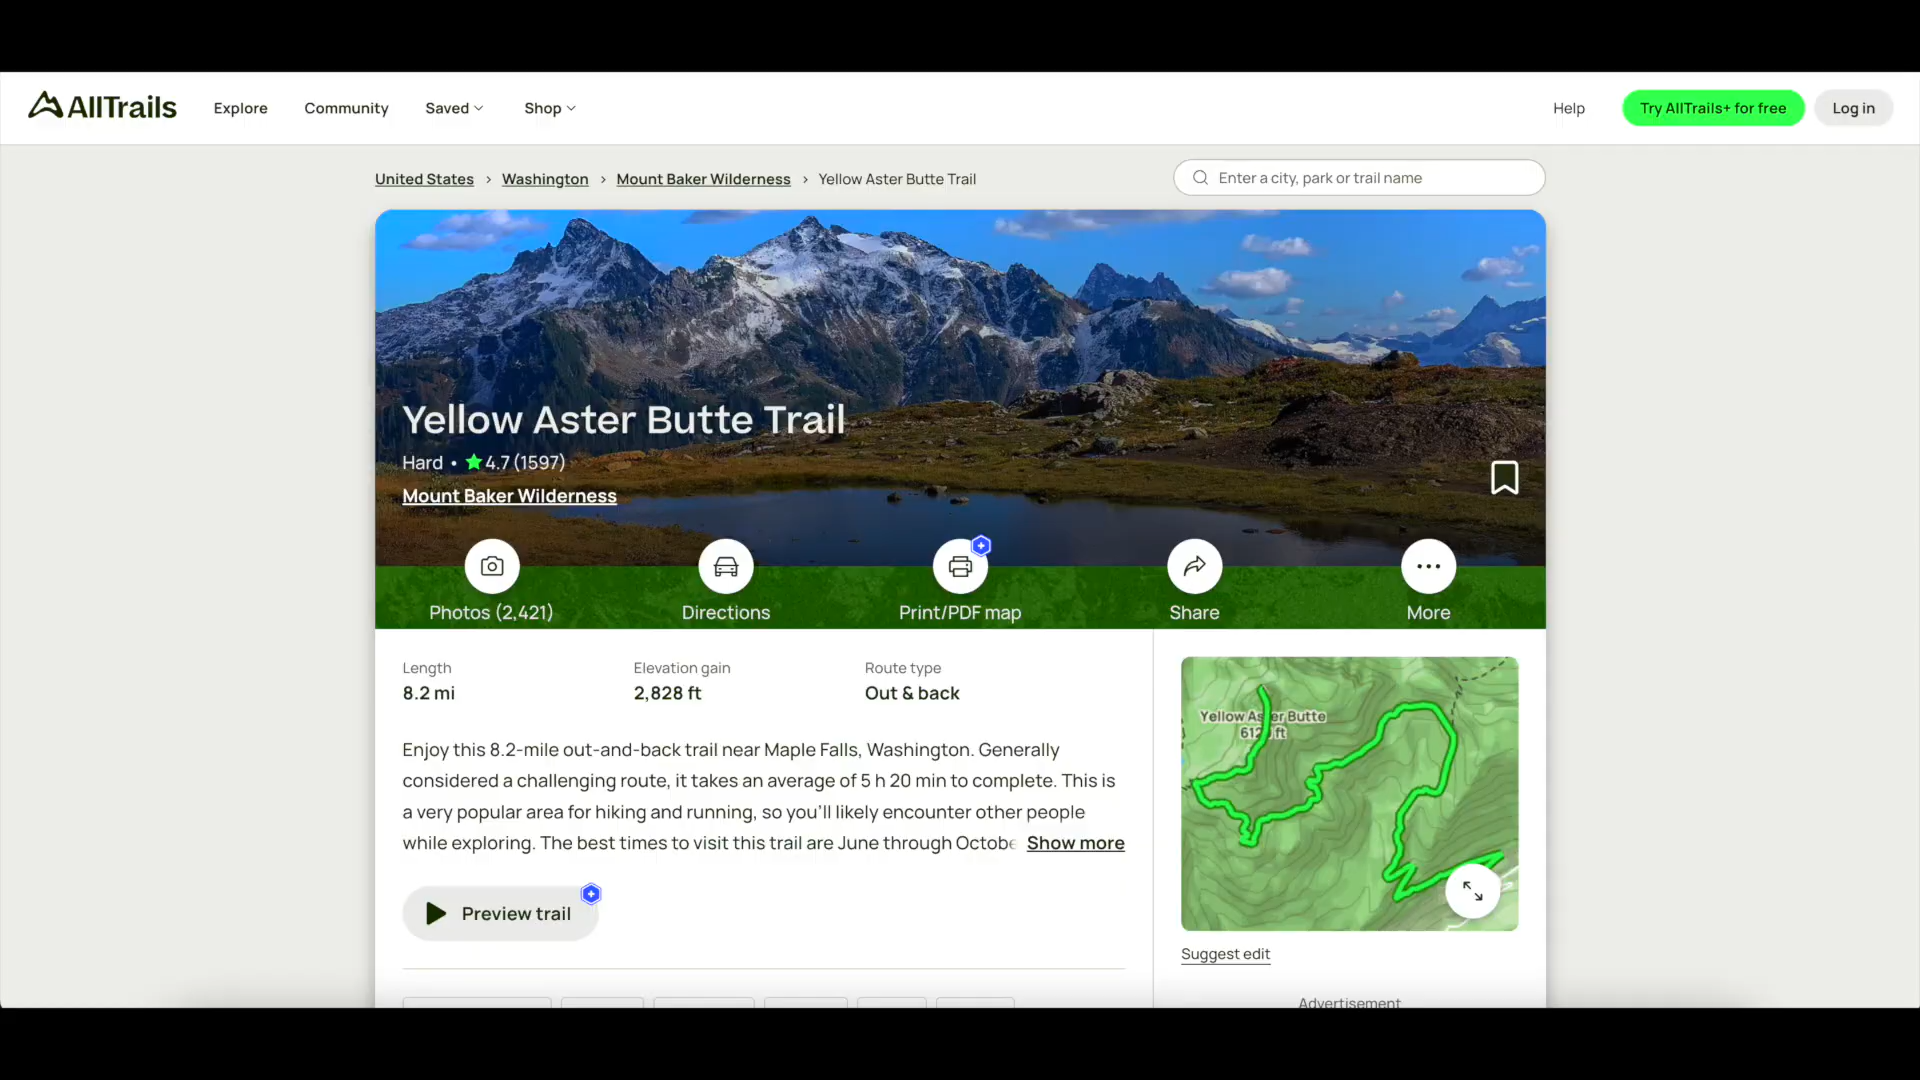 AllTrails Explore Community Saved Shop Help Try AllTrails+ for free Log in
United States > Washington > Mount Baker Wilderness > Yellow Aster Butte Trail
Enter a city, park or trail name
Yellow Aster Butte Trail
Hard • 4.7 (1597)
Mount Baker Wilderness
Photos (2,421) Directions Print/PDF map Share More
Length Elevation gain Route type
8.2 mi 2,828 ft Out & back
Enjoy this 8.2-mile out-and-back trail near Maple Falls, Washington. Generally
considered a challenging route, it takes an average of 5 h 20 min to complete. This is
a very popular area for hiking and running, so you'll likely encounter other people
while exploring. The best times to visit this trail are June through Octobe Show more
Preview trail
Yellow Aster Butte
Suggest edit
Advertisement